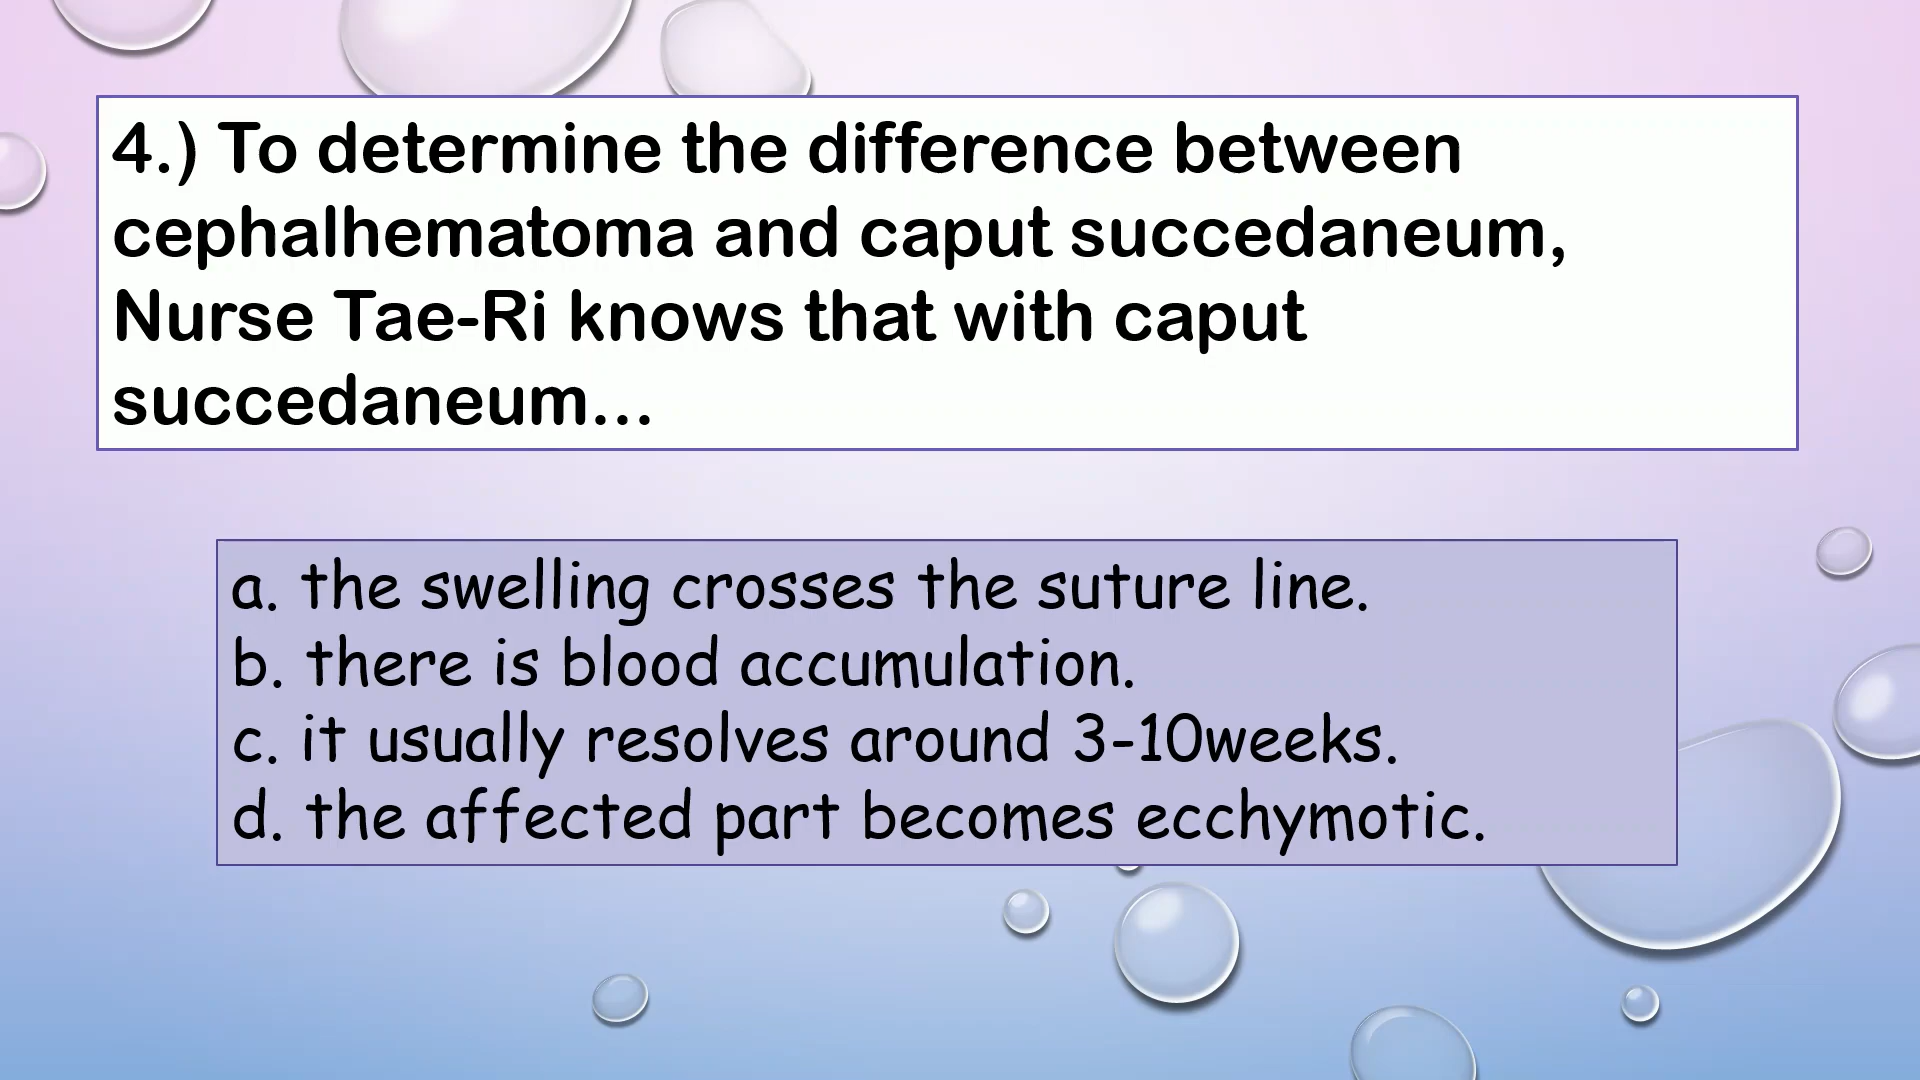 4.) To determine the difference between
cephalhematoma and caput succedaneum,
Nurse Tae-Ri knows that with caput
succedaneum...
a. the swelling crosses the suture line.
b. there is blood accumulation.
c. it usually resolves around 3-10weeks.
d. the affected part becomes ecchymotic.